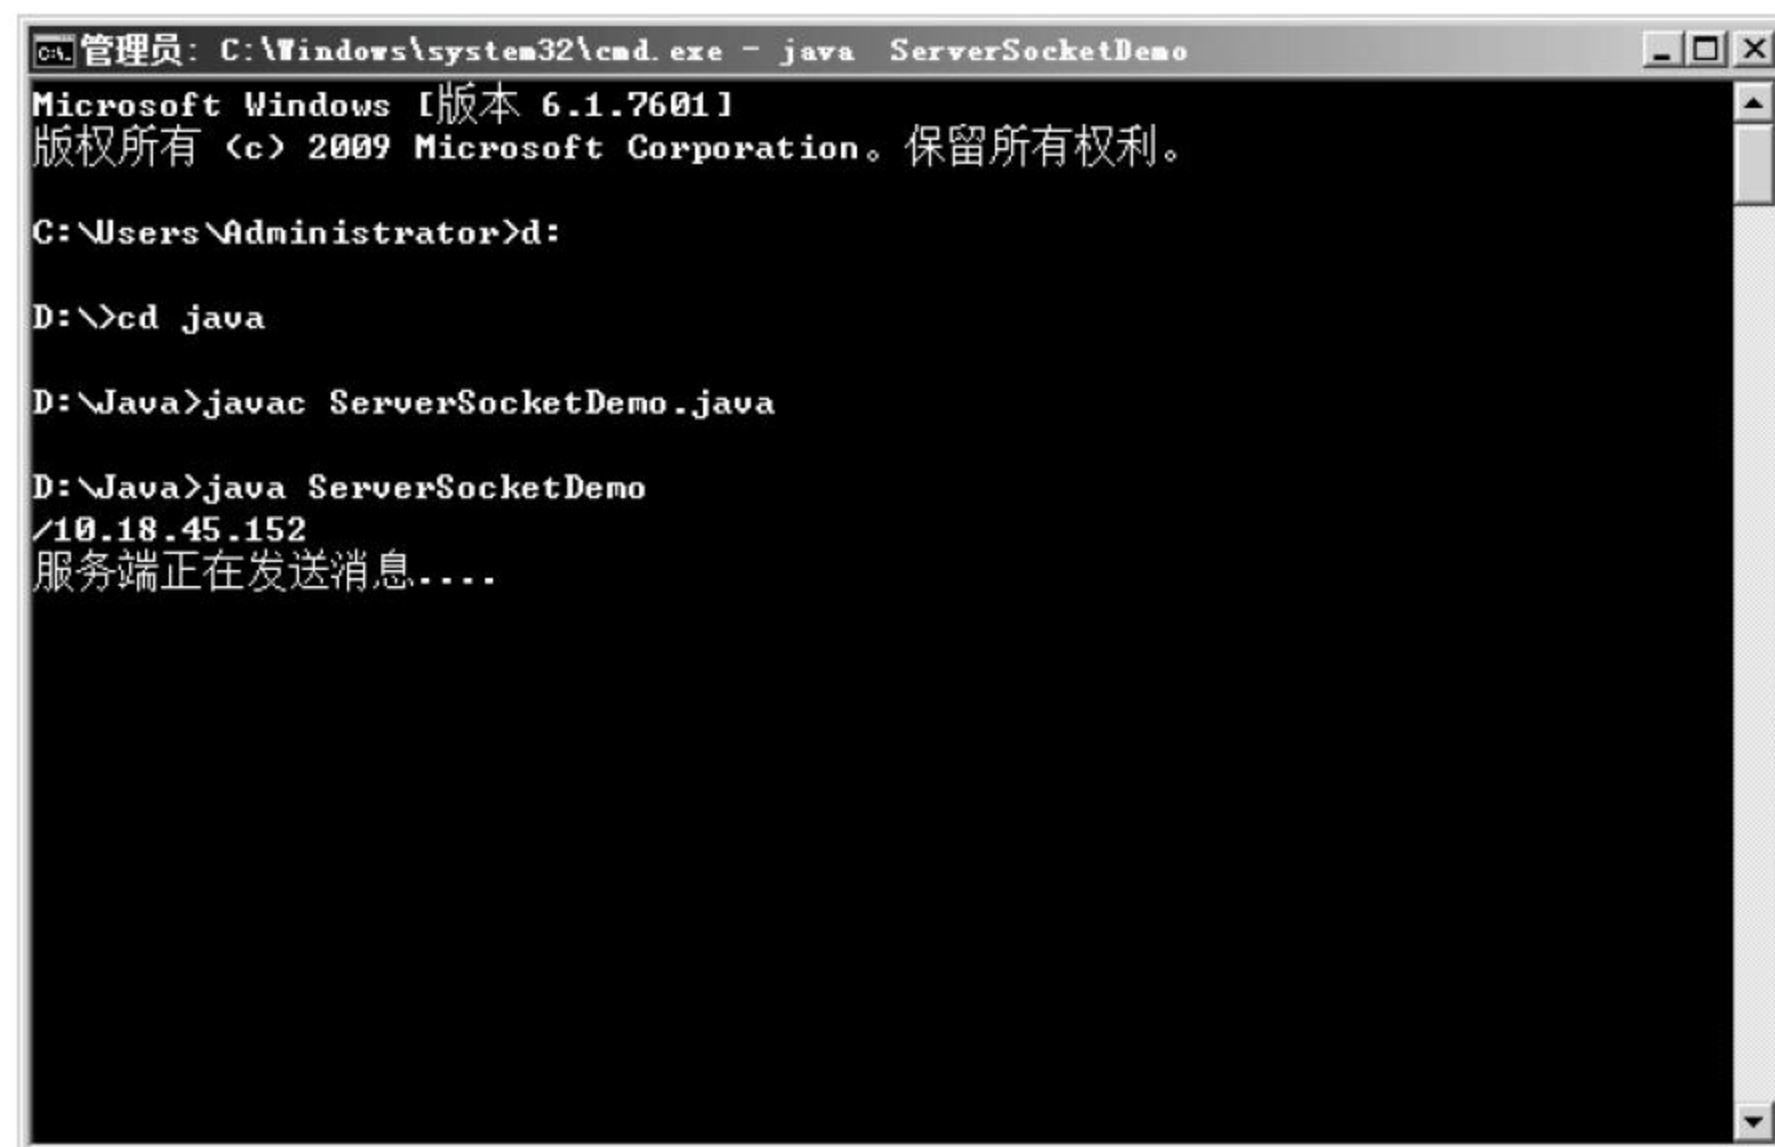 管理员: C:\Windows\system32\cmd.exe - java  ServerSocketDemo
Microsoft Windows [版本 6.1.7601]
版权所有 (c) 2009 Microsoft Corporation。保留所有权利。
C:\Users\Administrator>d:
D:\>cd java
D:\Java>javac ServerSocketDemo.java
D:\Java>java ServerSocketDemo
/10.18.45.152
服务端正在发送消息....